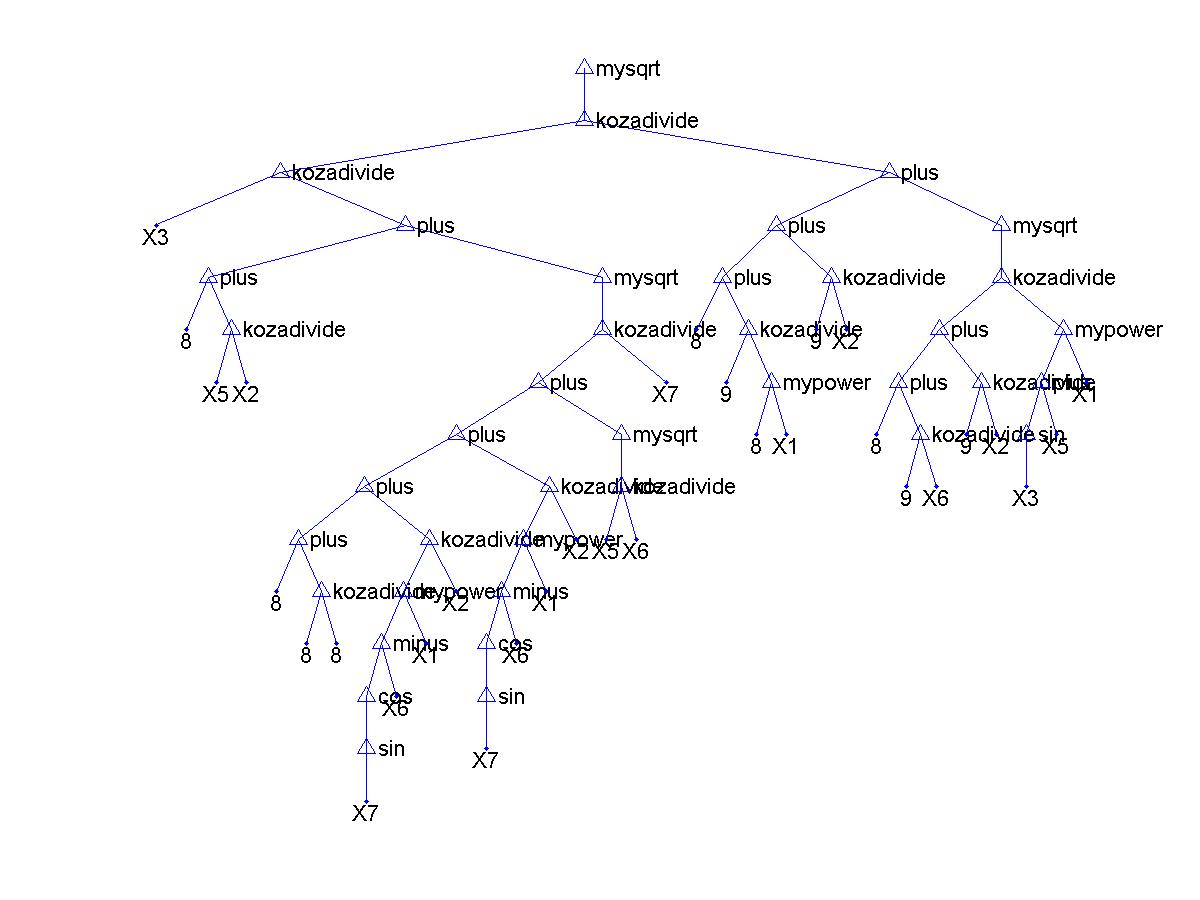 mysqrt
kozadivide
kozadivide plus
X3 plus plus mysqrt
plus mysqrt plus kozadivide kozadivide
8 kozadivide kozadivide 8 kozadivide 9 X2 plus mypower
X5 X2 plus X7 9 mypower plus kozadivide plus X1
plus mysqrt 8 X1 8 kozadivide 9 X2 sin X5
plus kozadivide kozadivide 9 X6 X3
plus kozadivide mypower X2 X5 X6
8 kozadivide mypower X2 minus X1
8 8 minus X1 cos X6
cos X6 sin
sin X7
X7